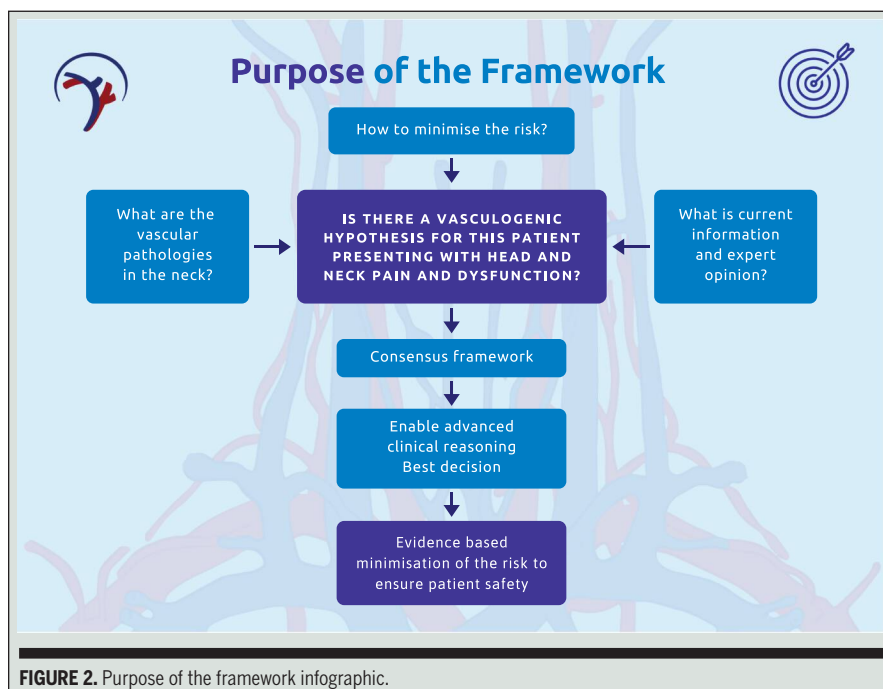 Purpose of the Framework
How to minimise the risk?
What are the
vascular
pathologies
in the neck?
IS THERE A VASCULOGENIC
HYPOTHESIS FOR THIS PATIENT
PRESENTING WITH HEAD AND
NECK PAIN AND DYSFUNCTION?
What is current
information
and expert
opinion?
Consensus framework
Enable advanced
clinical reasoning
Best decision
Evidence based
minimisation of the risk to
ensure patient safety
FIGURE 2. Purpose of the framework infographic.